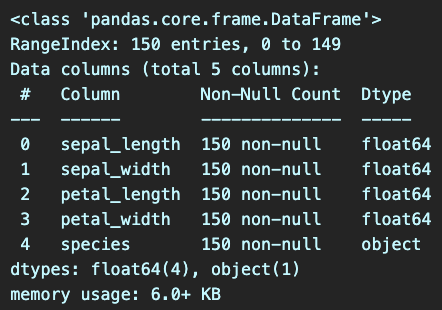 <class 'pandas.core.frame.DataFrame'>
RangeIndex: 150 entries, 0 to 149
Data columns (total 5 columns):
 #   Column        Non-Null Count  Dtype
---  ------        --------------  -----
 0   sepal_length  150 non-null    float64
 1   sepal_width   150 non-null    float64
 2   petal_length  150 non-null    float64
 3   petal_width   150 non-null    float64
 4   species       150 non-null    object
dtypes: float64(4), object(1)
memory usage: 6.0+ KB